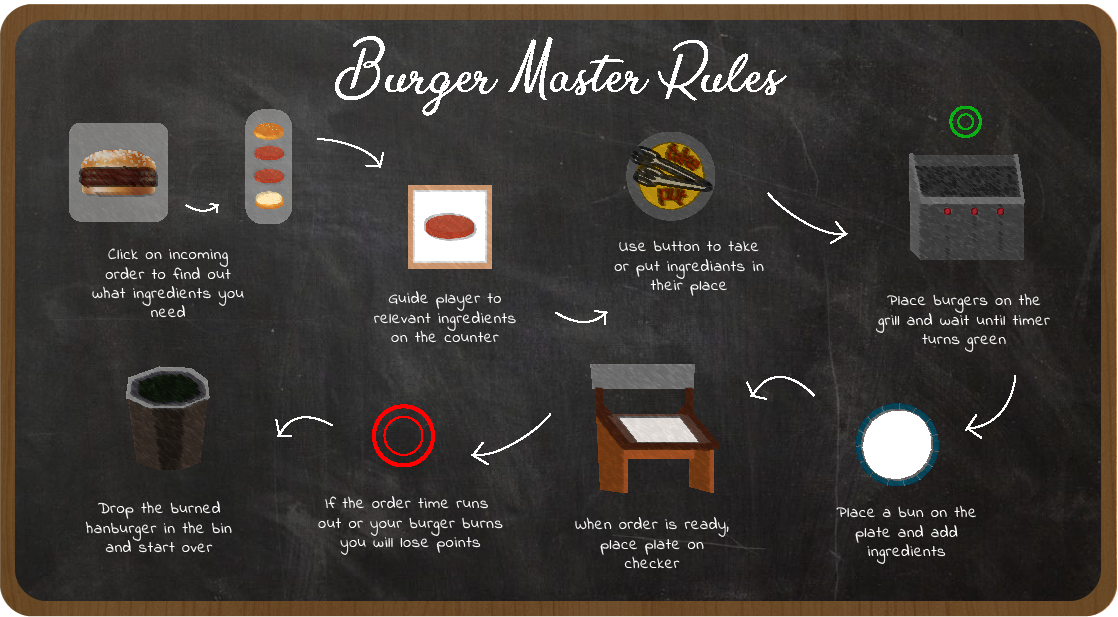 Burger Master Rules
Click on incoming
order to find out
what ingredients you
need
Guide player to
relevant ingredients
on the counter
Use button to take
or put ingrediants in
their place
Place burgers on the
grill and wait until timer
turns green
Place a bun on the
plate and add
ingredients
When order is ready,
place plate on
checker
If the order time runs
out or your burger burns
you will lose points
Drop the burned
hanburger in the bin
and start over